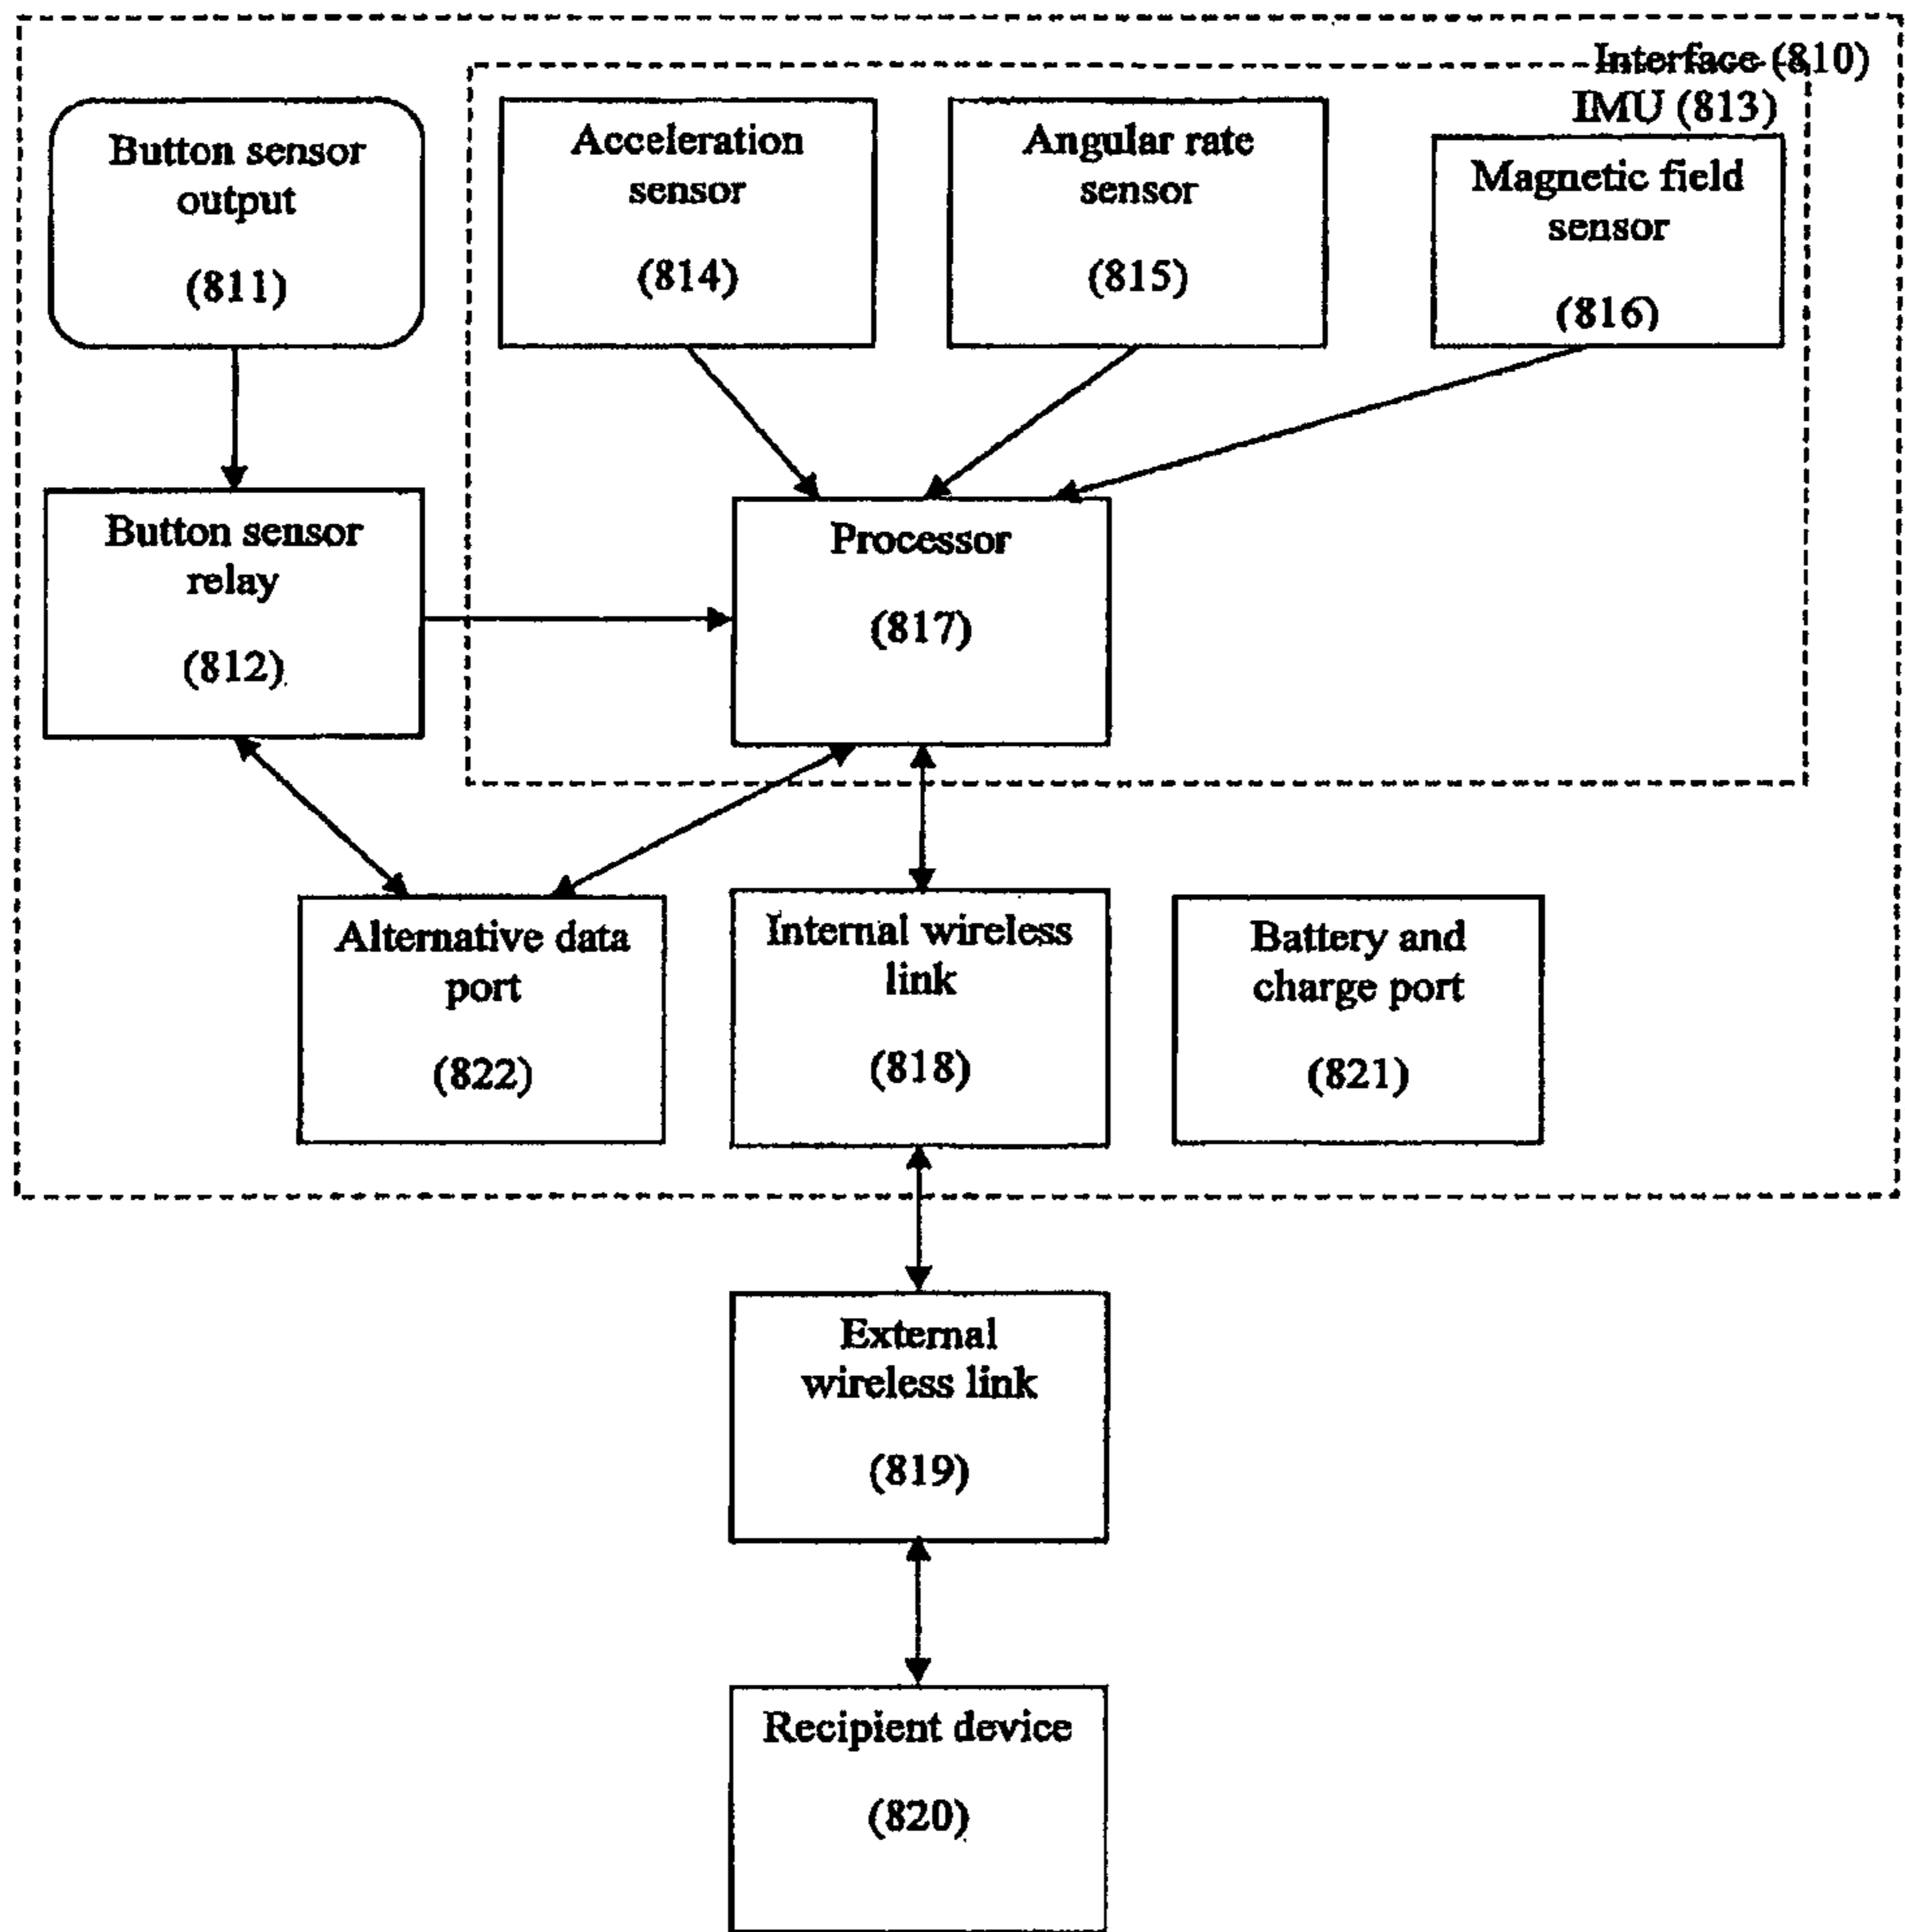 Interface (810)
IMU (813)
Button sensor
output
(811)
Acceleration
sensor
(814)
Angular rate
sensor
(815)
Magnetic field
sensor
(816)
Button sensor
relay
(812)
Processor
(817)
Alternative data
port
(822)
Internal wireless
link
(818)
Battery and
charge port
(821)
External
wireless link
(819)
Recipient device
(820)